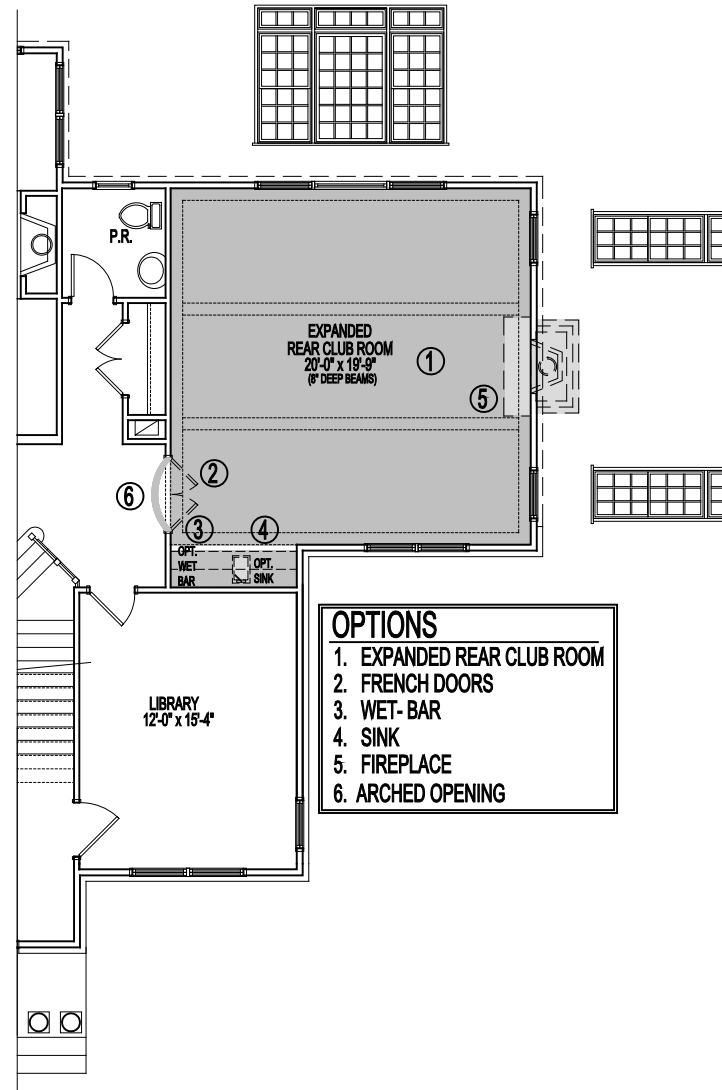 P.R.
EXPANDED
REAR CLUB ROOM
20'-0" x 19'-9"
(6" DEEP BEAMS)
1
5
2
6
3
4
OPT.
WET
BAR
OPT.
SINK
LIBRARY
12'-0" x 15'-4"
OPTIONS
1. EXPANDED REAR CLUB ROOM
2. FRENCH DOORS
3. WET- BAR
4. SINK
5. FIREPLACE
6. ARCHED OPENING